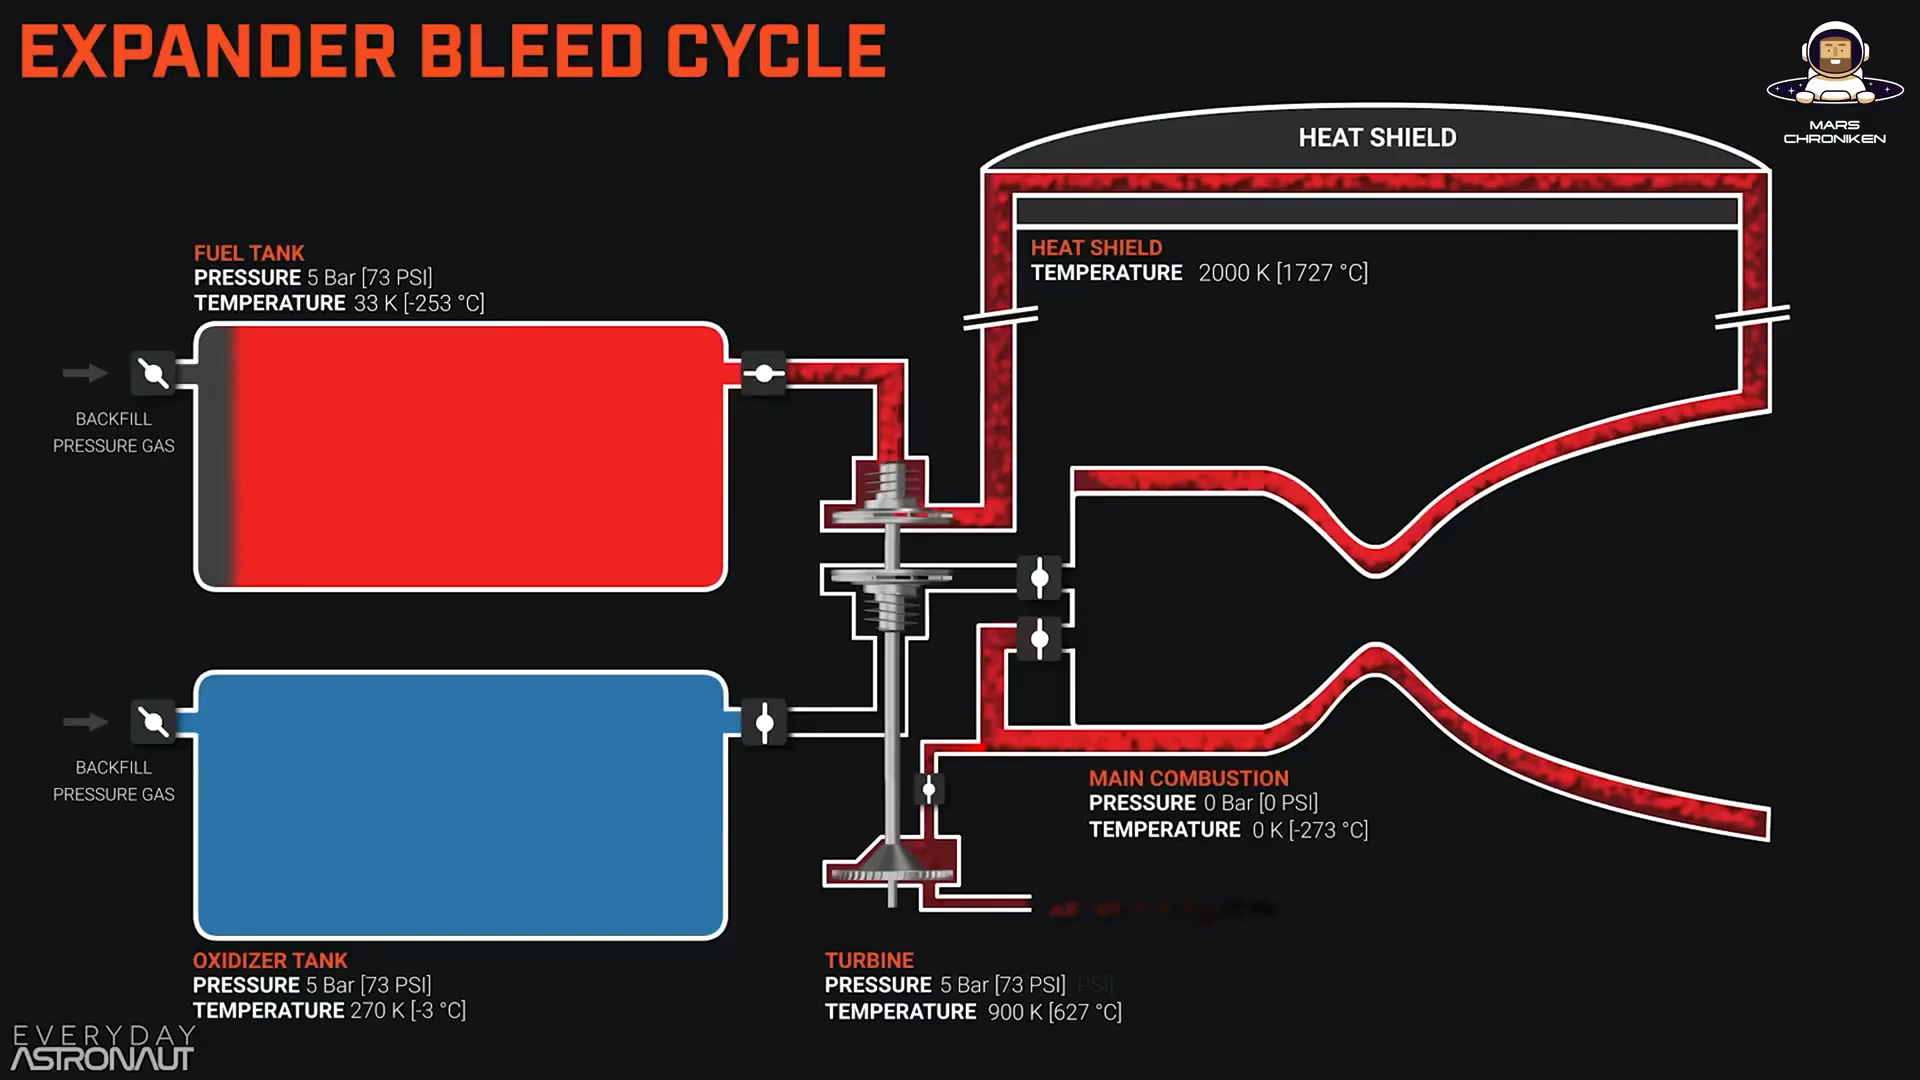 EXPANDER BLEED CYCLE
MARS
CHRONIKEN
HEAT SHIELD
FUEL TANK
PRESSURE 5 Bar [73 PSI]
TEMPERATURE 33 K [-253 °C]
HEAT SHIELD
TEMPERATURE 2000 K [1727 °C]
BACKFILL
PRESSURE GAS
BACKFILL
PRESSURE GAS
MAIN COMBUSTION
PRESSURE 0 Bar [0 PSI]
TEMPERATURE 0 K [-273 °C]
OXIDIZER TANK
PRESSURE 5 Bar [73 PSI]
TEMPERATURE 270 K [-3 °C]
TURBINE
PRESSURE 5 Bar [73 PSI] PSI]
TEMPERATURE 900 K [627 °C]
EVERYDAY
ASTRONAUT